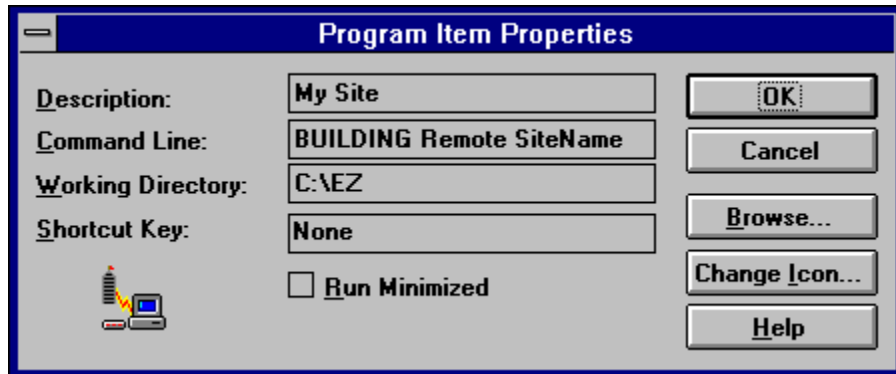 Program Item Properties
Description: My Site
Command Line: BUILDING Remote SiteName
Working Directory: C:\EZ
Shortcut Key: None
Run Minimized
OK
Cancel
Browse...
Change Icon...
Help